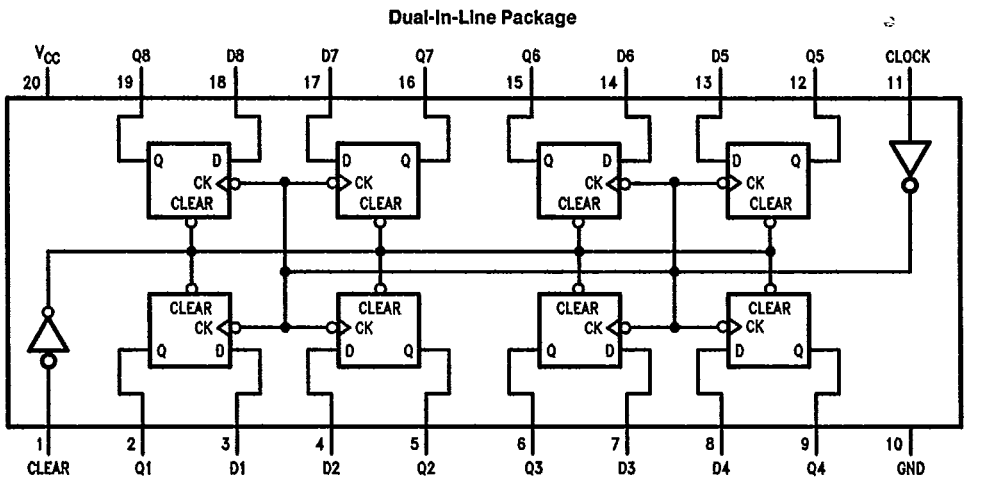 Dual-In-Line Package
VCC Q8 D8 D7 Q7 Q6 D6 D5 Q5 CLOCK
20 19 18 17 16 15 14 13 12 11
Q D D Q Q D D Q
CK CK CK CK
CLEAR CLEAR CLEAR CLEAR
CLEAR CLEAR CLEAR CLEAR
CK CK CK CK
Q D D Q Q D D Q
1 2 3 4 5 6 7 8 9 10
CLEAR Q1 D1 D2 Q2 Q3 D3 D4 Q4 GND